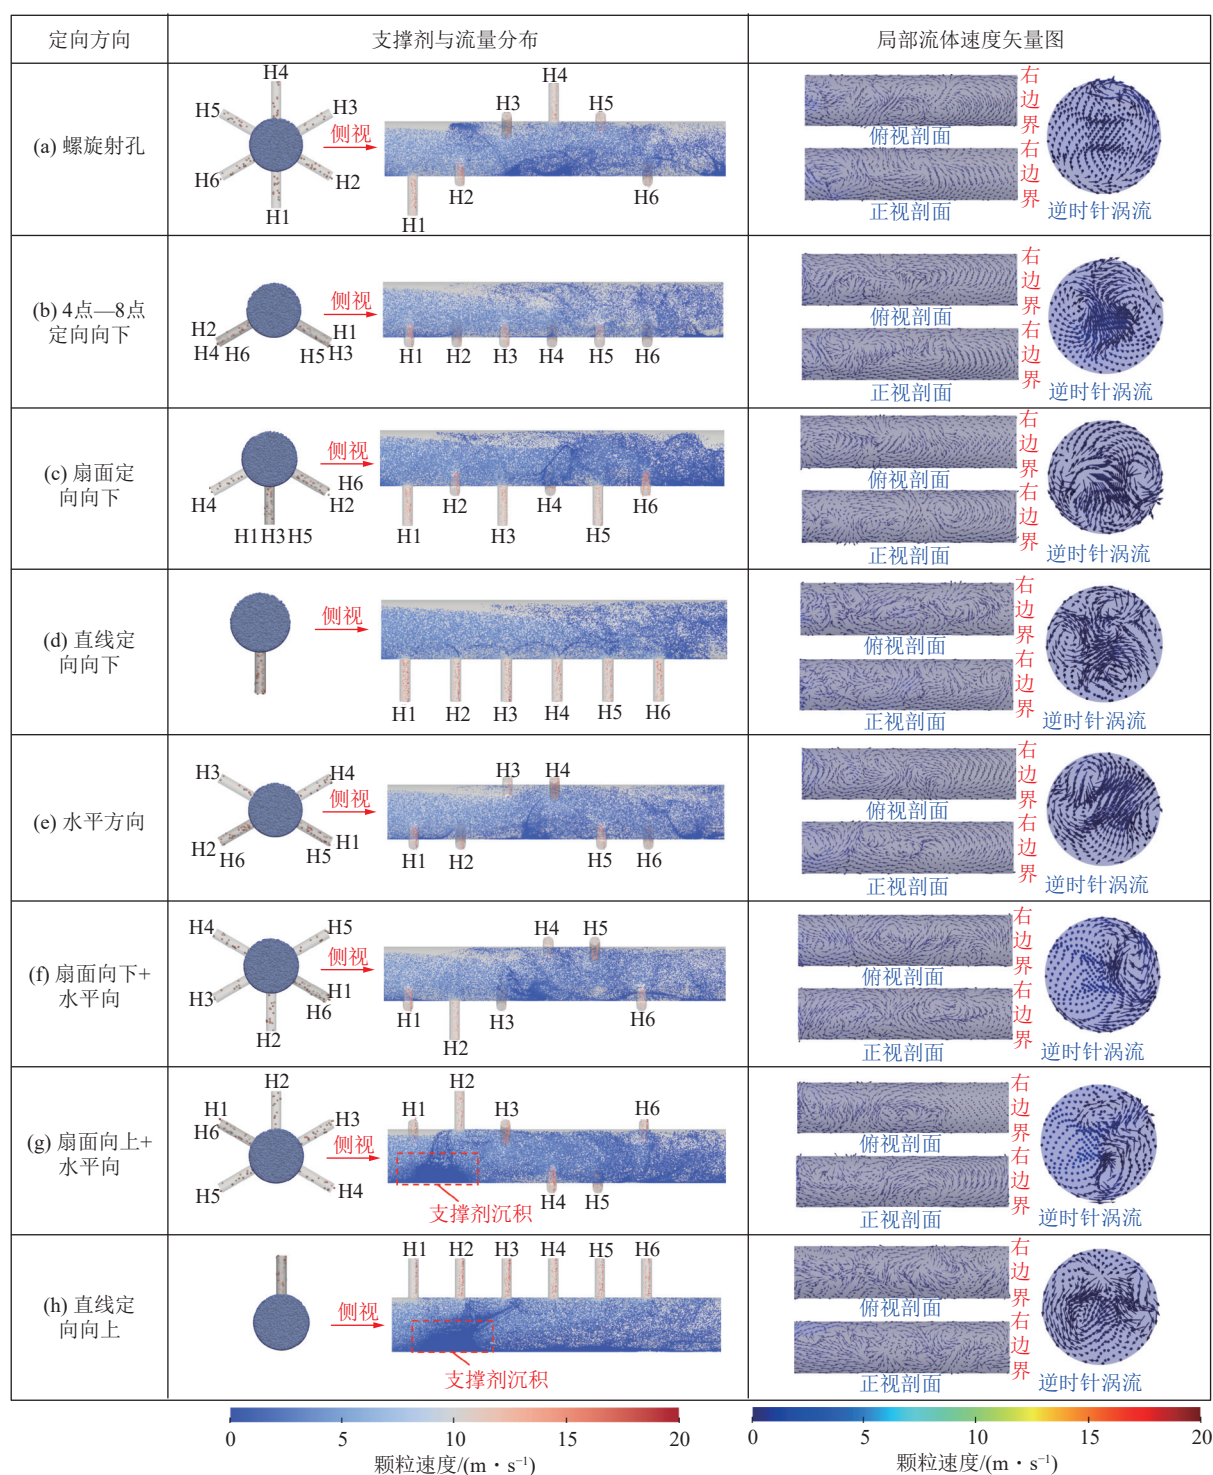 定向方向
支撑剂与流量分布
局部流体速度矢量图
(a) 螺旋射孔
H4
H5
H3
H6
H2
H1
侧视
H4
H3
H5
H2
H6
H1
俯视剖面
正视剖面
右
边
界
右
边
界
逆时针涡流
(b) 4点—8点
定向向下
H2
H1
H4 H6
H5 H3
侧视
H1 H2 H3 H4 H5 H6
俯视剖面
正视剖面
右
边
界
右
边
界
逆时针涡流
(c) 扇面定
向向下
H4
H6
H2
H1H3H5
侧视
H2
H4
H6
H1
H3
H5
俯视剖面
正视剖面
右
边
界
右
边
界
逆时针涡流
(d) 直线定
向向下
侧视
H1 H2 H3 H4 H5 H6
俯视剖面
正视剖面
右
边
界
右
边
界
逆时针涡流
(e) 水平方向
H3
H4
H2
H6
H1
H5
侧视
H3 H4
H1 H2
H5 H6
俯视剖面
正视剖面
右
边
界
右
边
界
逆时针涡流
(f) 扇面向下+
水平向
H4
H5
H3
H1
H6
H2
侧视
H4 H5
H1
H3
H6
H2
俯视剖面
正视剖面
右
边
界
右
边
界
逆时针涡流
(g) 扇面向上+
水平向
H2
H1
H6
H3
H5
H4
侧视
H2
H1
H3
H6
H4 H5
支撑剂沉积
俯视剖面
正视剖面
右
边
界
右
边
界
逆时针涡流
(h) 直线定
向向上
侧视
H1 H2 H3 H4 H5 H6
支撑剂沉积
俯视剖面
正视剖面
右
边
界
右
边
界
逆时针涡流
0 5 10 15 20
颗粒速度/(m·s⁻¹)
0 5 10 15 20
颗粒速度/(m·s⁻¹)